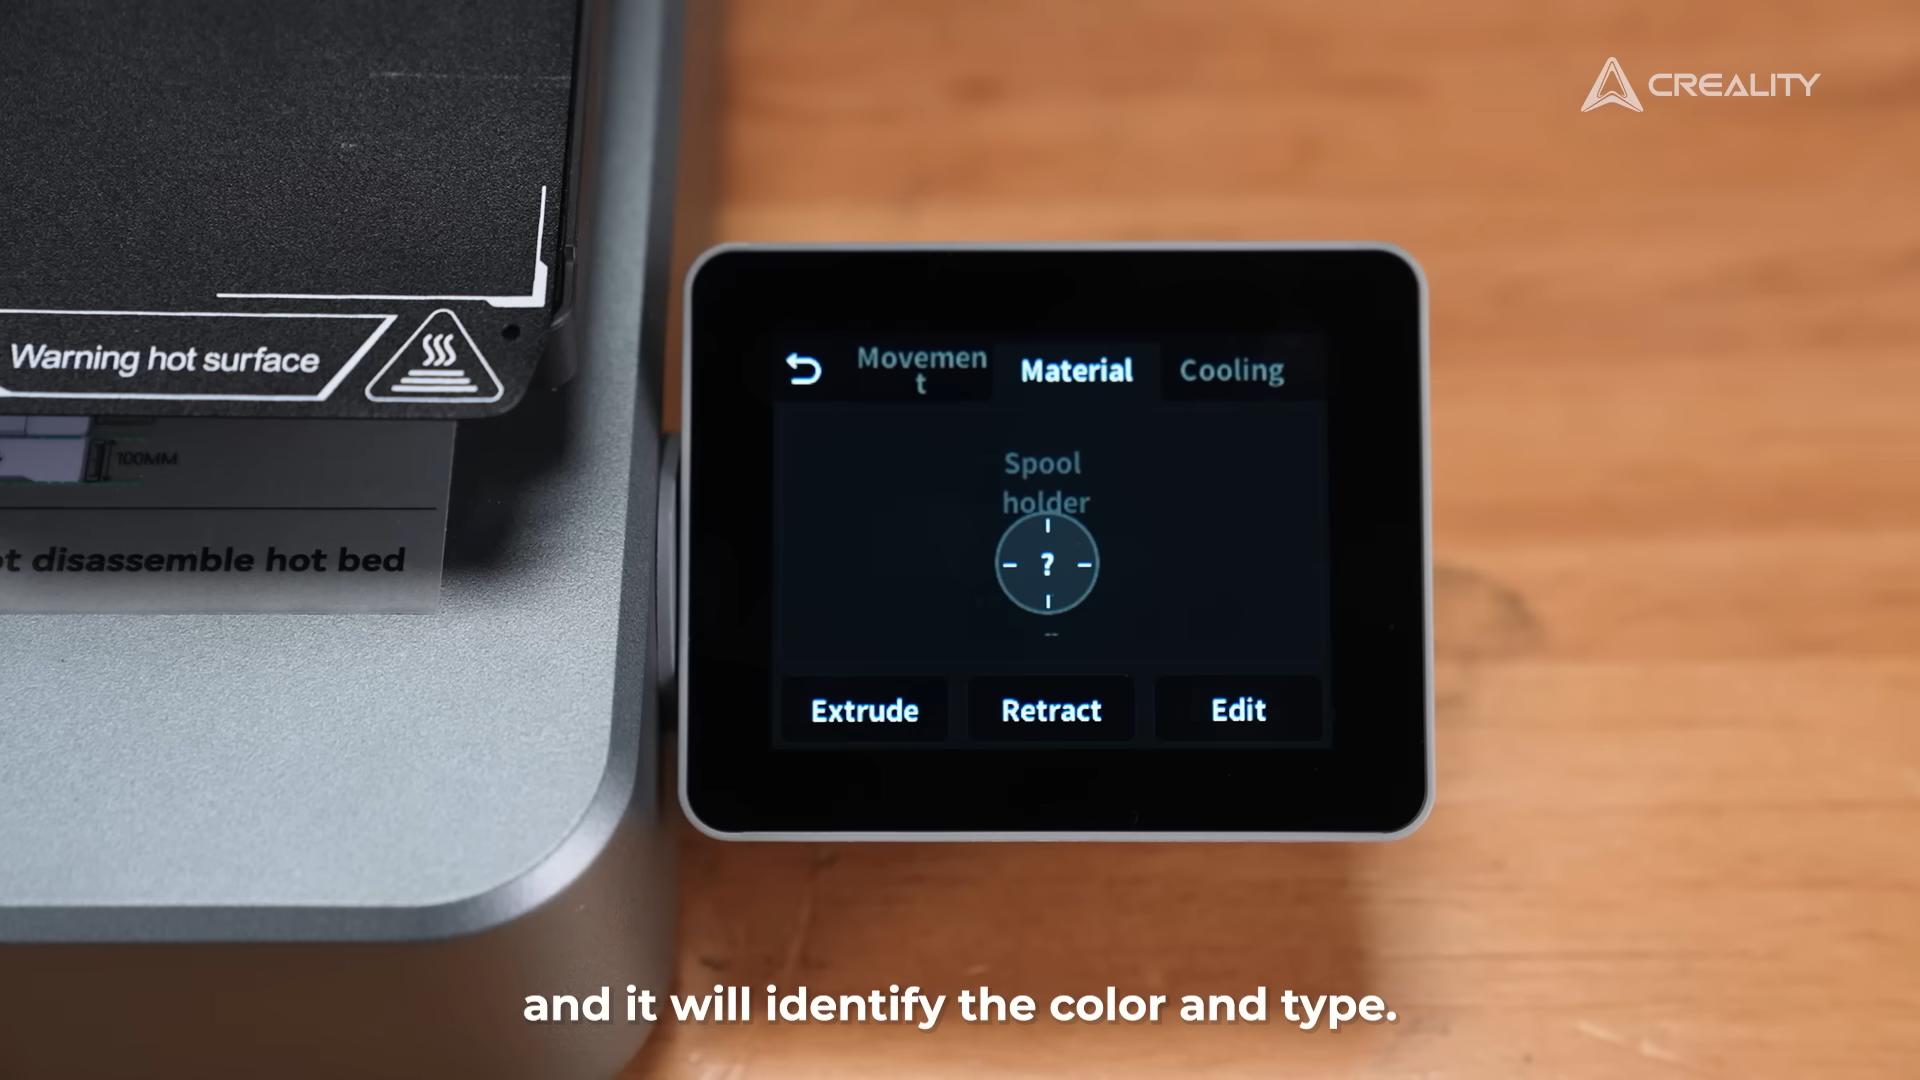 CREALITY
Warning hot surface
100MM
ot disassemble hot bed
Movemen
t
Material
Cooling
Spool
holder
?
--
Extrude
Retract
Edit
and it will identify the color and type.